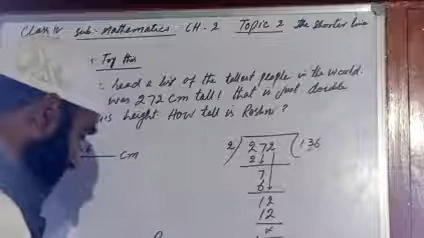 Class IV sub- Mathematics CH-2 Topic 2 The Shorter line
Try this
head a list of the tallest people in the world.
was 272 cm tall! that is just double
height. How tall is Roshni?
cm
2 272 136
2
7
6
12
12
x